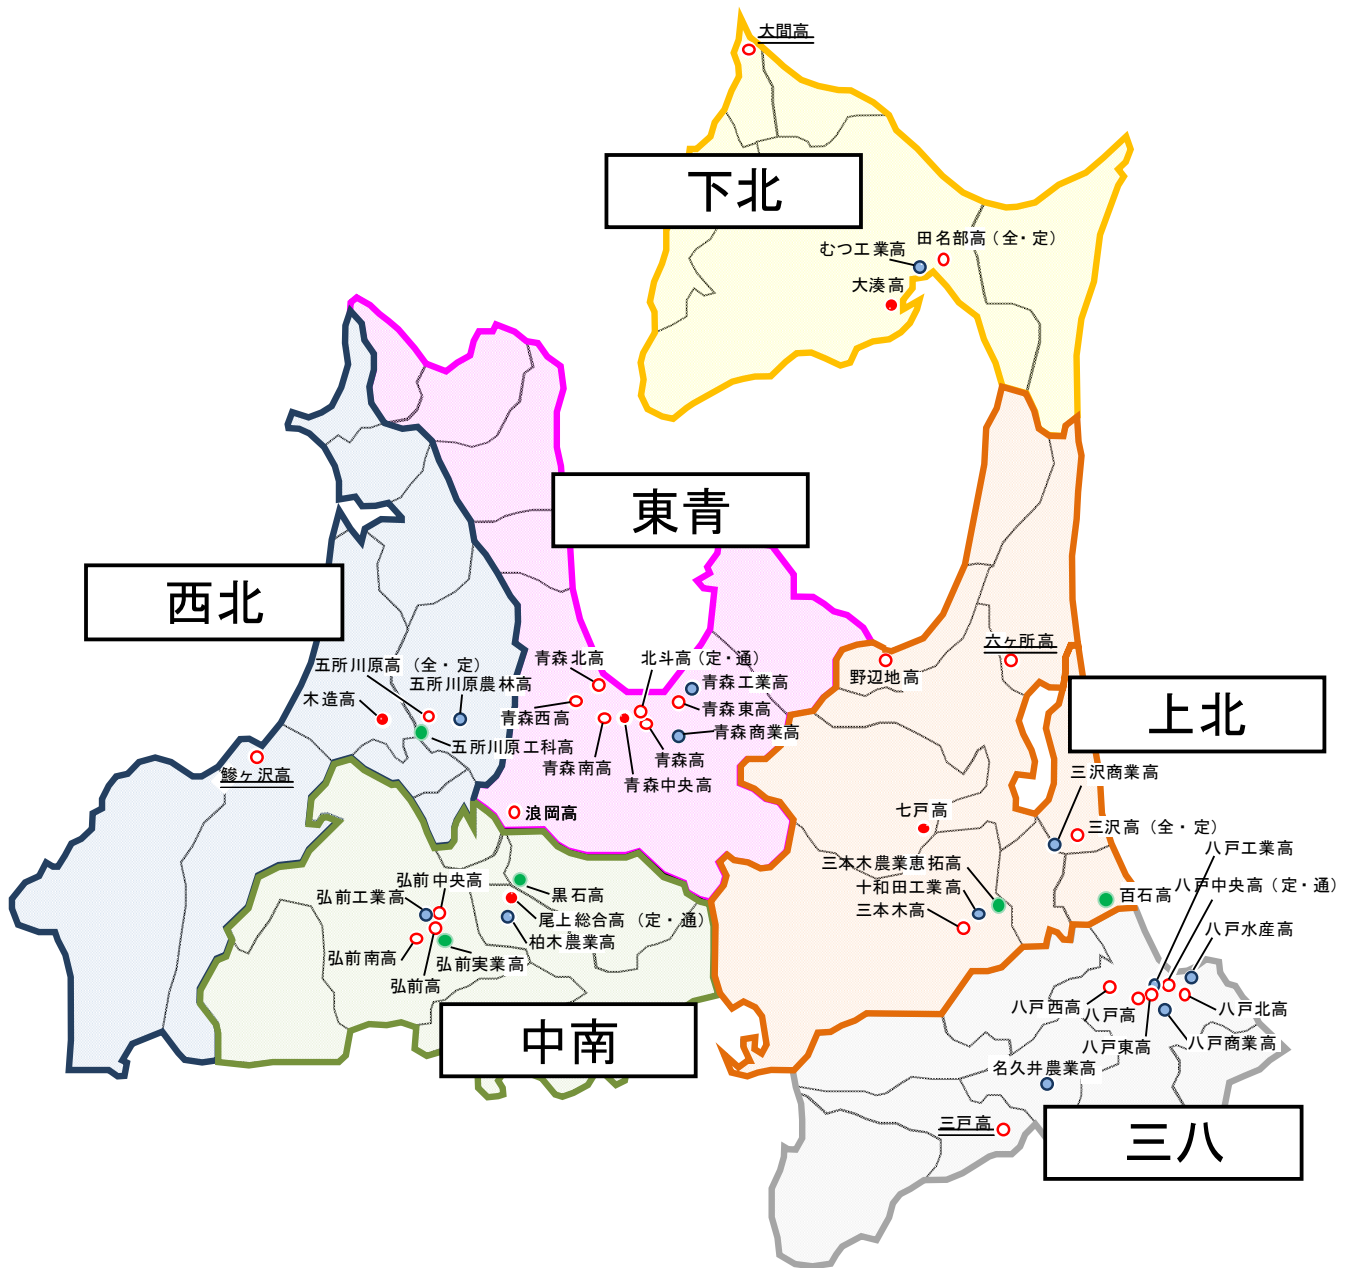 大間高
下北
田名部高（全・定）
むつ工業高
大湊高
東青
西北
五所川原高（全・定）
五所川原農林高
木造高
五所川原工科高
鰺ヶ沢高
青森北高
北斗高（定・通）
青森工業高
青森西高
青森東高
青森商業高
青森南高
青森高
青森中央高
浪岡高
野辺地高
六ヶ所高
上北
三沢商業高
七戸高
三沢高（全・定）
三本木農業恵拓高
十和田工業高
三本木高
百石高
八戸工業高
八戸中央高（定・通）
八戸水産高
弘前中央高
弘前工業高
黒石高
尾上総合高（定・通）
柏木農業高
弘前南高
弘前実業高
弘前高
中南
八戸西高
八戸高
八戸北高
八戸東高
八戸商業高
名久井農業高
三戸高
三八